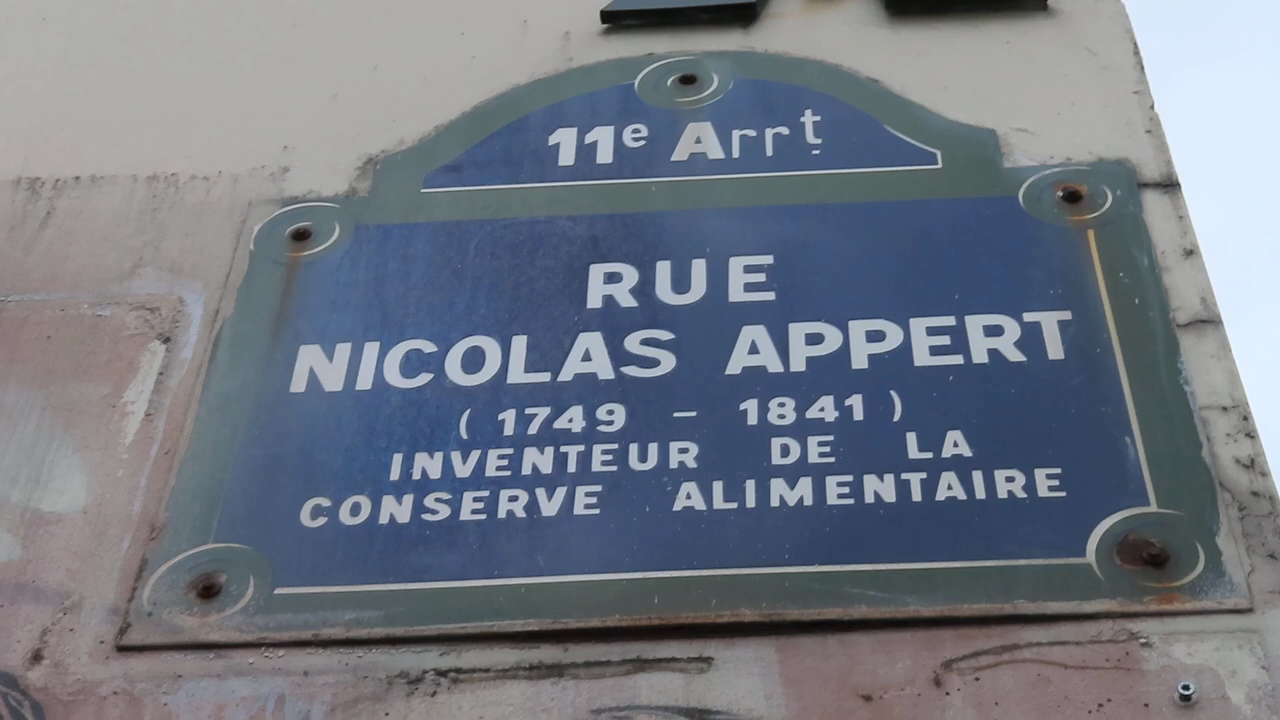 11e Arrt
RUE
NICOLAS APPERT
( 1749 - 1841 )
INVENTEUR DE LA
CONSERVE ALIMENTAIRE